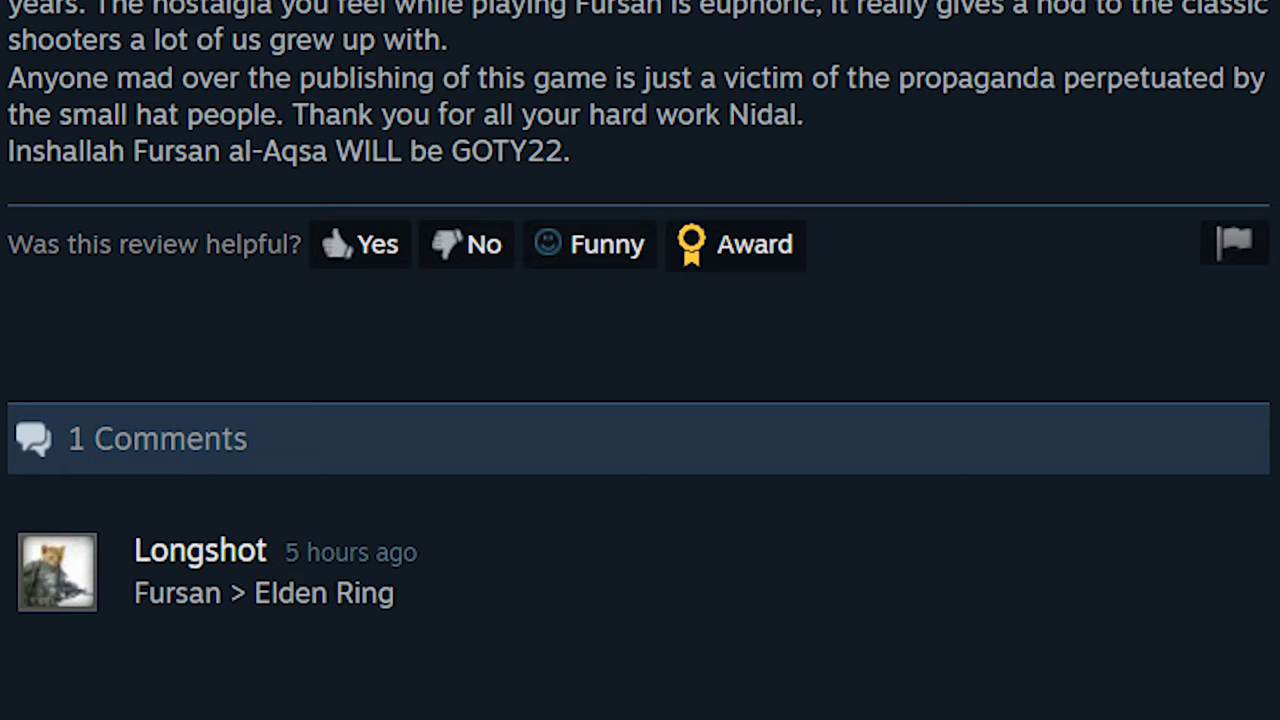 years. The nostalgia you feel while playing Fursan is euphoric, it really gives a nod to the classic
shooters a lot of us grew up with.
Anyone mad over the publishing of this game is just a victim of the propaganda perpetuated by
the small hat people. Thank you for all your hard work Nidal.
Inshallah Fursan al-Aqsa WILL be GOTY22.
Was this review helpful? Yes No Funny Award
1 Comments
Longshot 5 hours ago
Fursan > Elden Ring